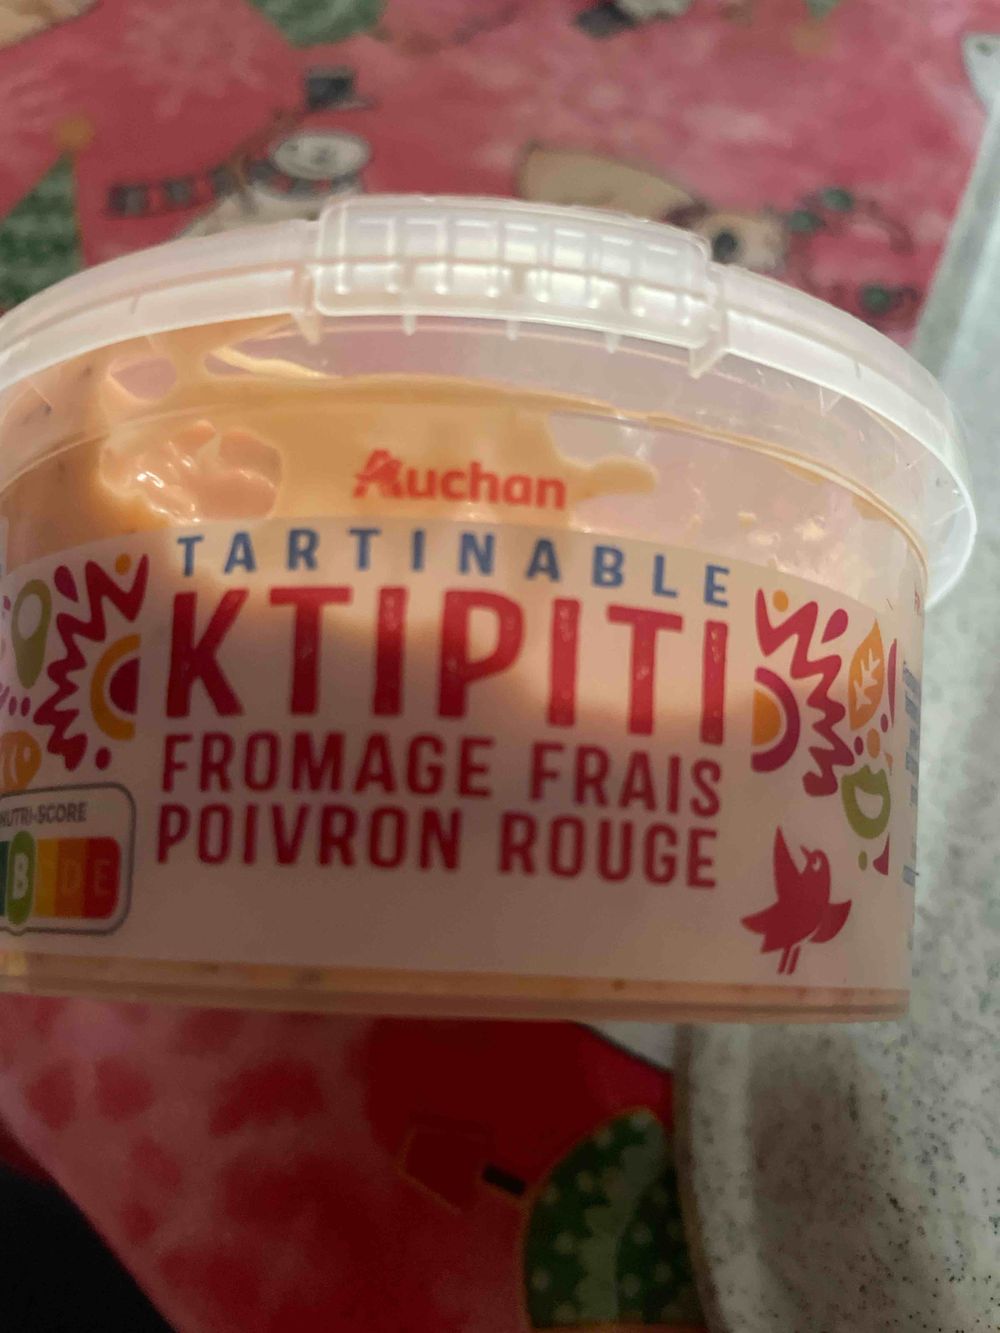 Auchan
TARTINABLE
KTIPITI
FROMAGE FRAIS
POIVRON ROUGE
NUTRI-SCORE
B D E